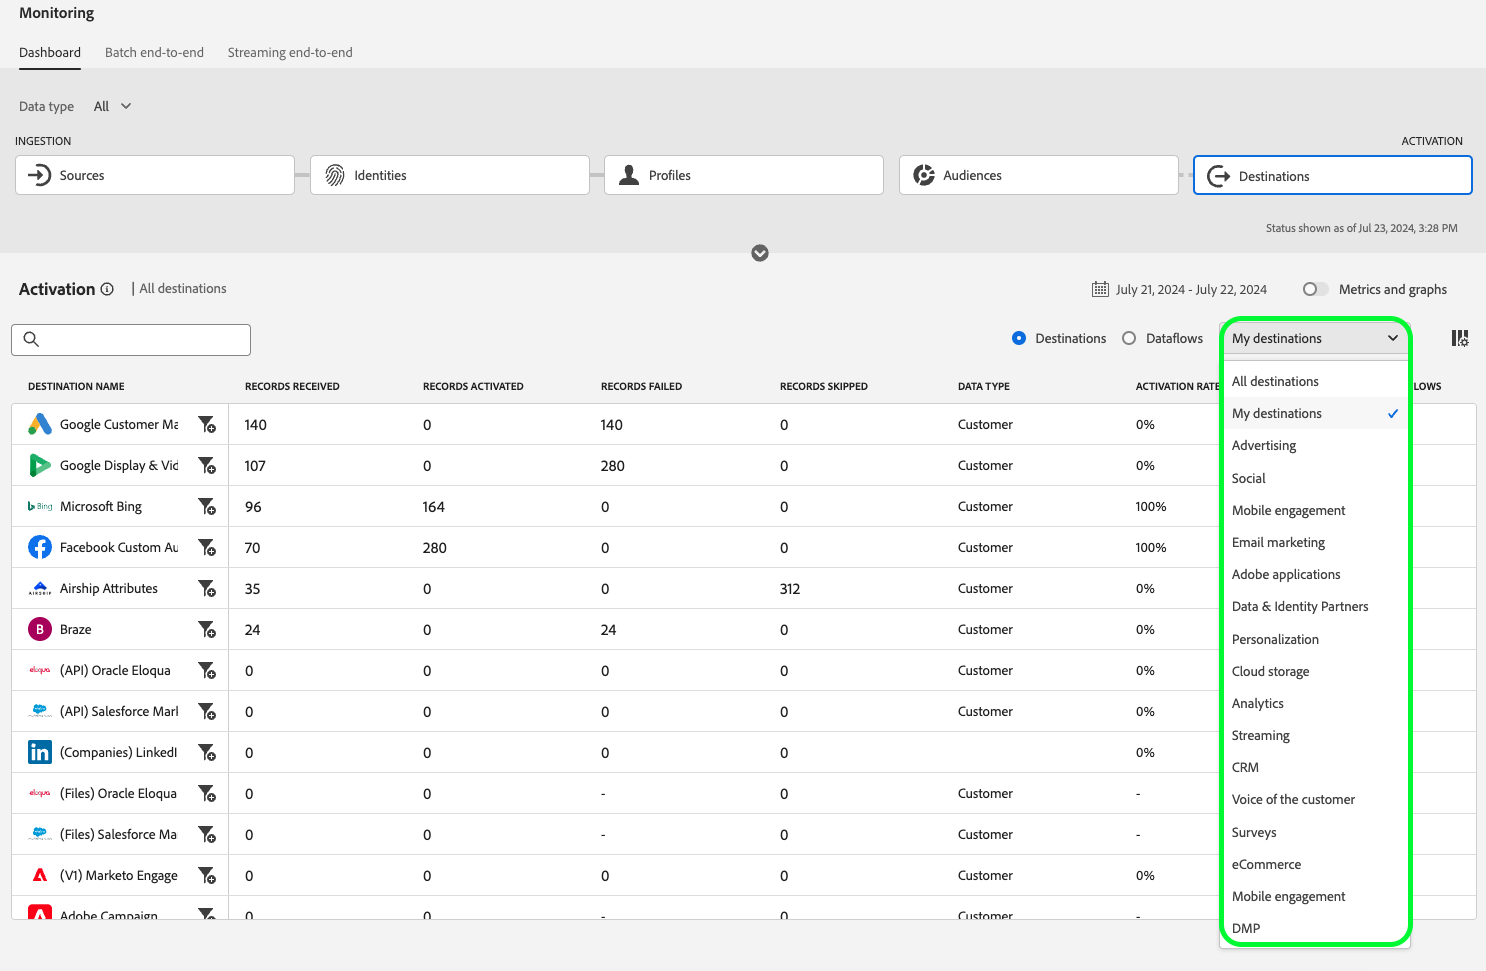 Monitoring
Dashboard Batch end-to-end Streaming end-to-end
Data type All
INGESTION ACTIVATION
Sources Identities Profiles Audiences Destinations
Status shown as of Jul 23, 2024, 3:28 PM
Activation | All destinations July 21, 2024 - July 22, 2024 Metrics and graphs
Destinations Dataflows My destinations
DESTINATION NAME RECORDS RECEIVED RECORDS ACTIVATED RECORDS FAILED RECORDS SKIPPED DATA TYPE ACTIVATION RATE LOWS
Google Customer Ma 140 0 140 0 Customer 0%
Google Display & Vid 107 0 280 0 Customer 0%
Bing Microsoft Bing 96 164 0 0 Customer 100%
Facebook Custom Au 70 280 0 0 Customer 100%
AIRSHIP Airship Attributes 35 0 0 312 Customer 0%
B Braze 24 0 24 0 Customer 0%
eloqua (API) Oracle Eloqua 0 0 0 0 Customer 0%
(API) Salesforce Mark 0 0 0 0 Customer 0%
in (Companies) LinkedI 0 0 0 0 0%
eloqua (Files) Oracle Eloqua 0 0 - 0 Customer -
(Files) Salesforce Ma 0 0 - 0 Customer -
(V1) Marketo Engage 0 0 0 0 Customer 0%
Adobe Campaign 0 0 - 0 Customer -
All destinations
My destinations
Advertising
Social
Mobile engagement
Email marketing
Adobe applications
Data & Identity Partners
Personalization
Cloud storage
Analytics
Streaming
CRM
Voice of the customer
Surveys
eCommerce
Mobile engagement
DMP